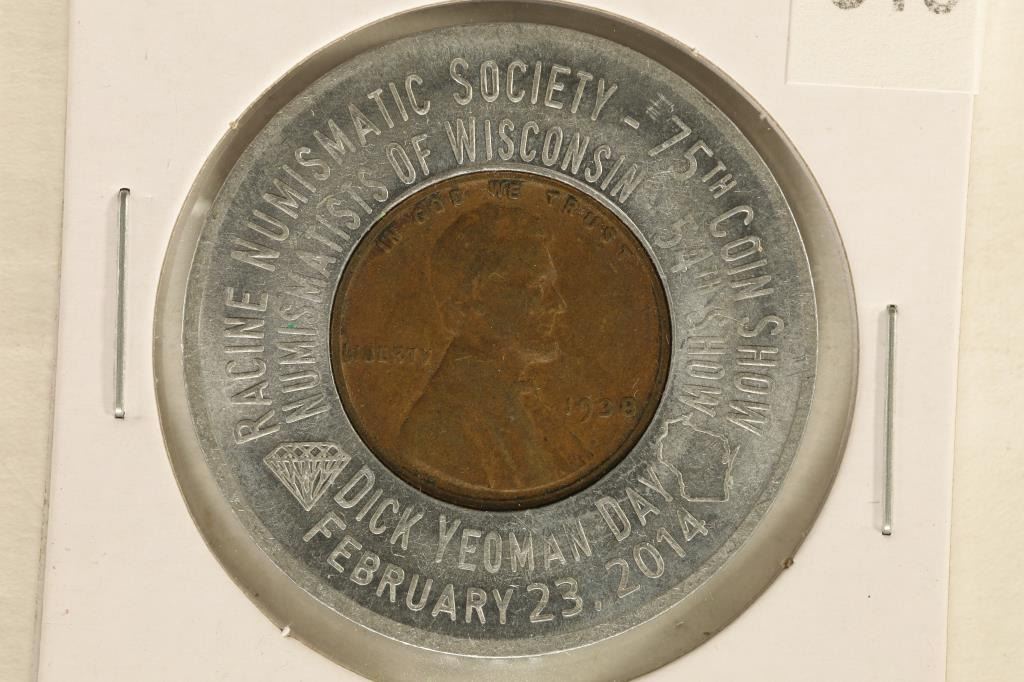 RACINE NUMISMATIC SOCIETY - 75TH COIN SHOW
NUMISMATISTS OF WISCONSIN 54TH SHOW
IN GOD WE TRUST
LIBERTY
1938
DICK YEOMAN DAY
FEBRUARY 23, 2014